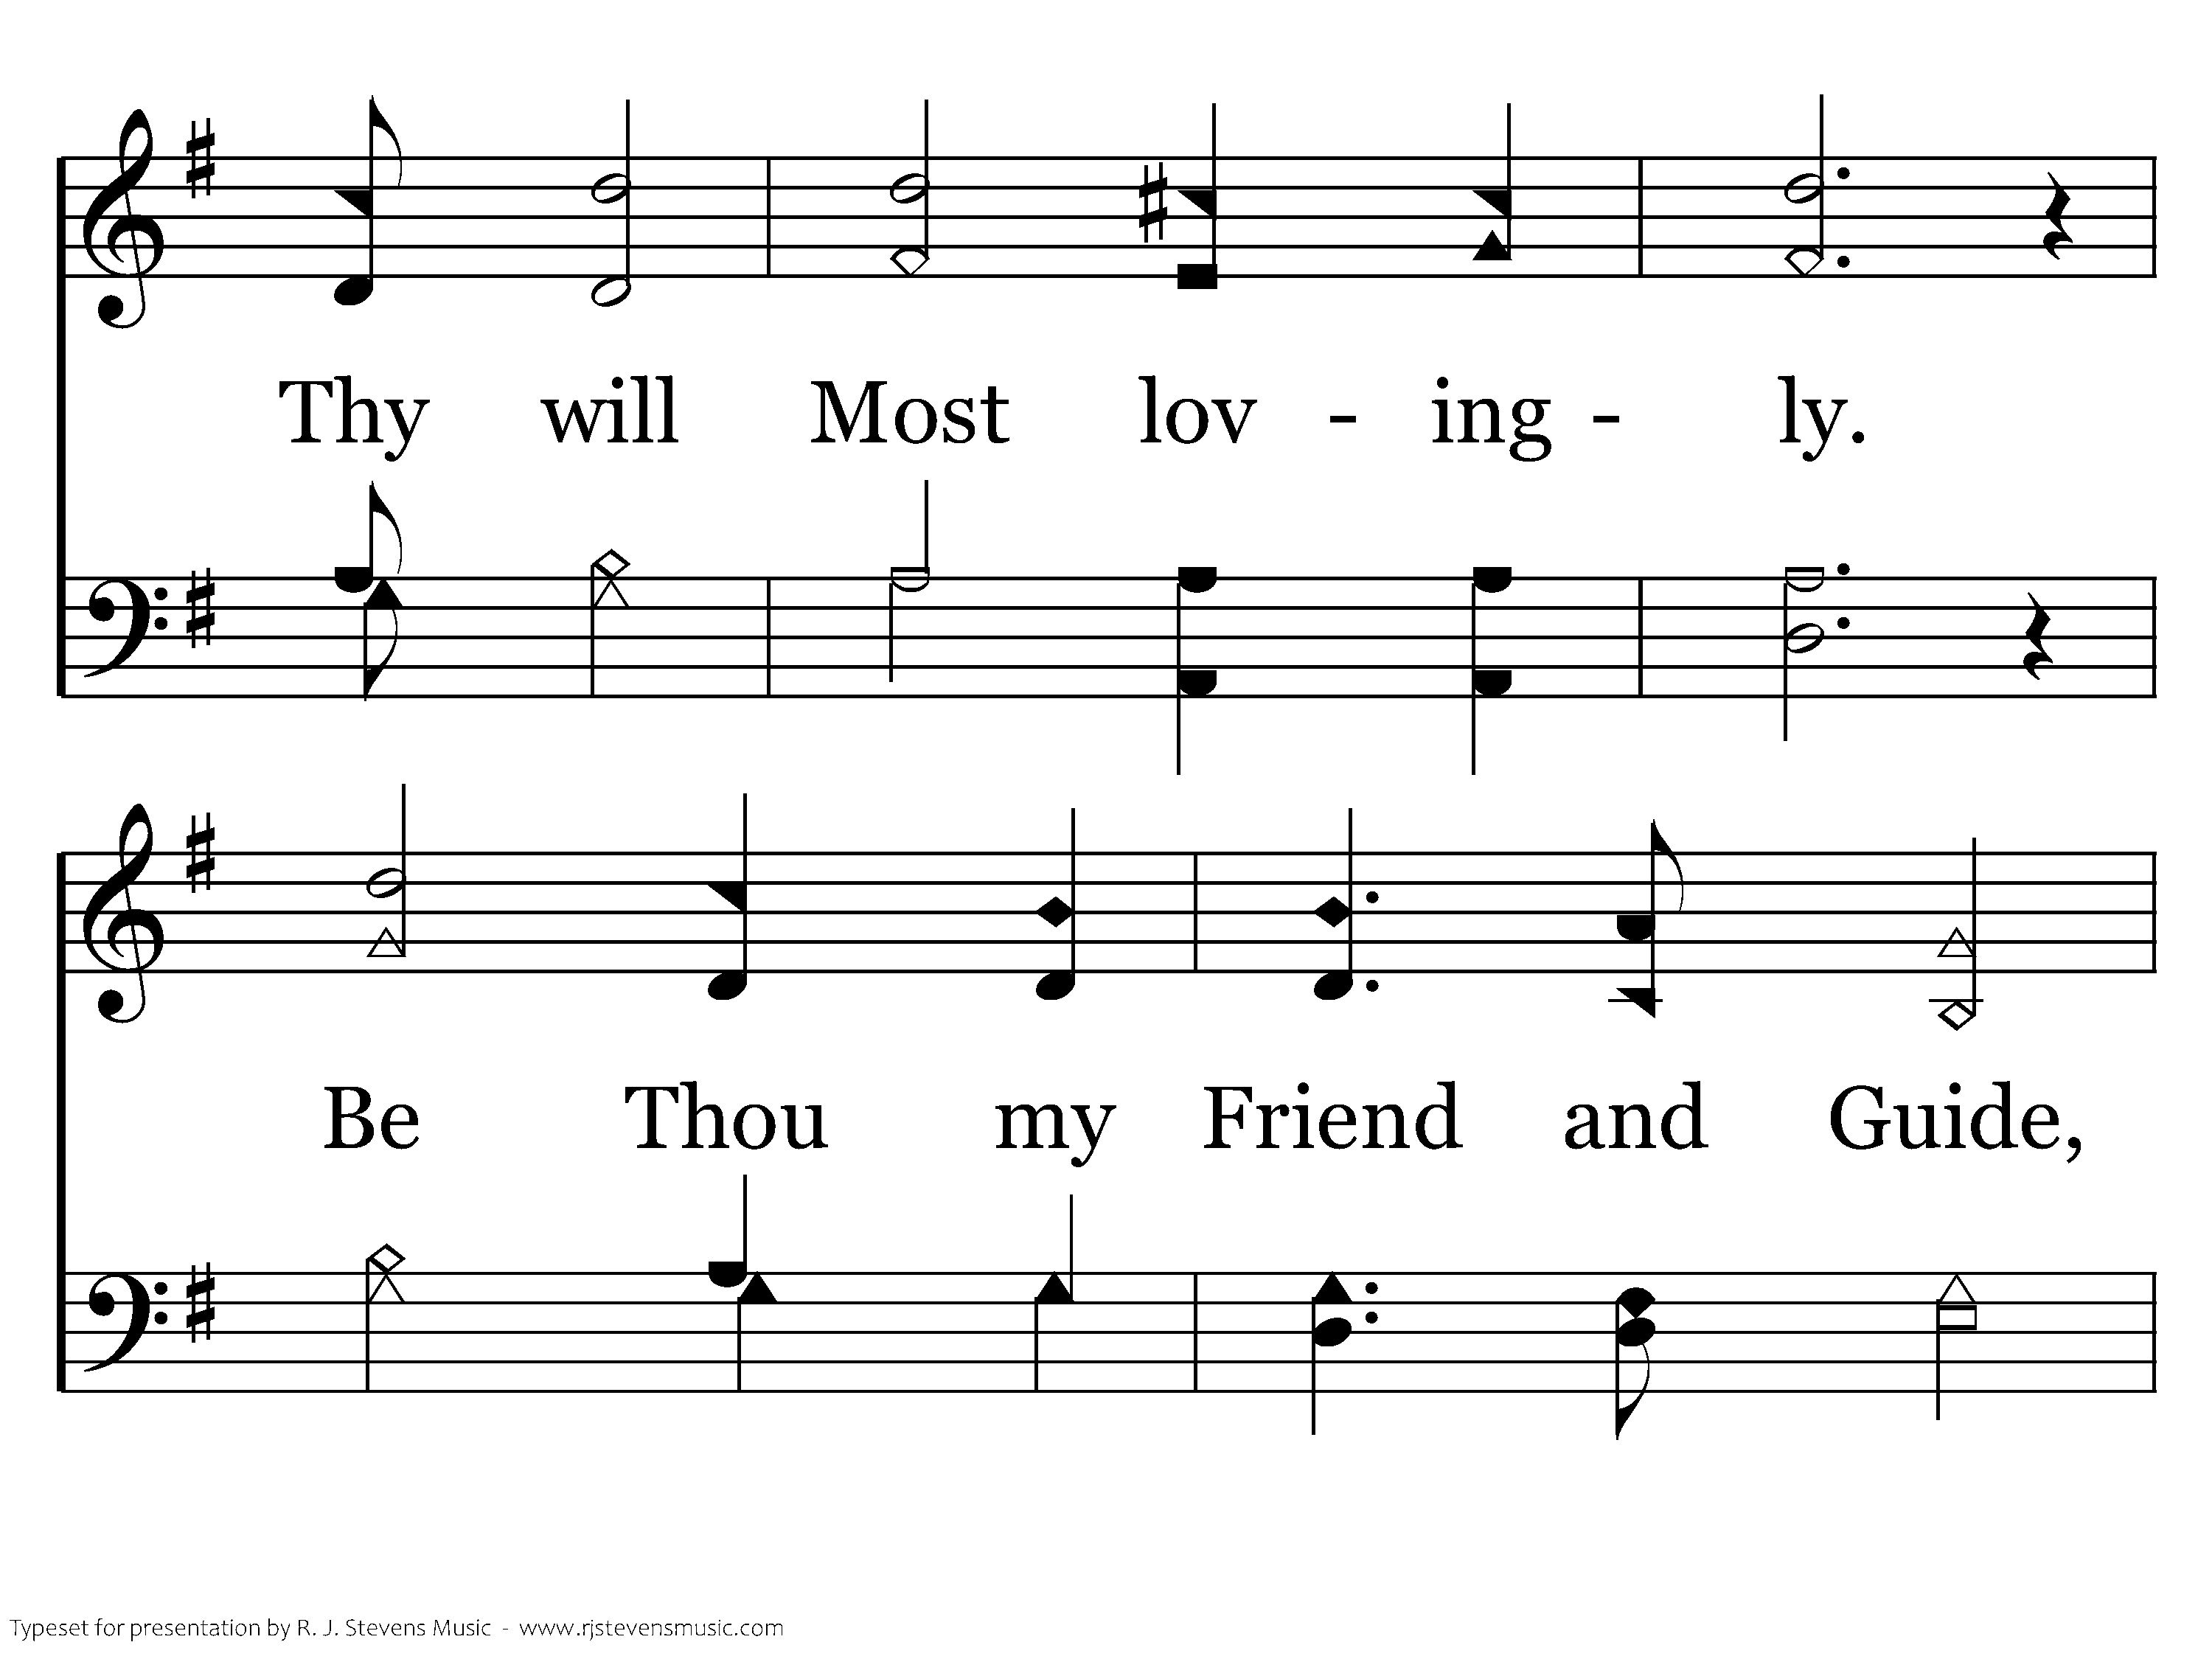 Thy will Most lov - ing - ly.
Be Thou my Friend and Guide,
Typeset for presentation by R. J. Stevens Music - www.rjstevensmusic.com